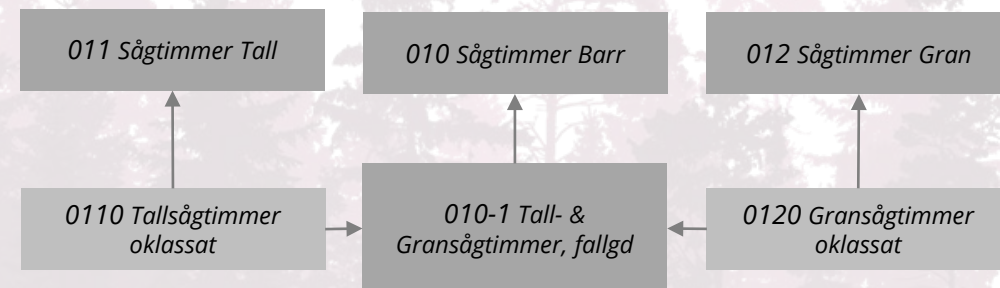 011 Sågtimmer Tall
010 Sågtimmer Barr
012 Sågtimmer Gran
0110 Tallsågtimmer
oklassat
010-1 Tall- &
Gransågtimmer, fallgd
0120 Gransågtimmer
oklassat